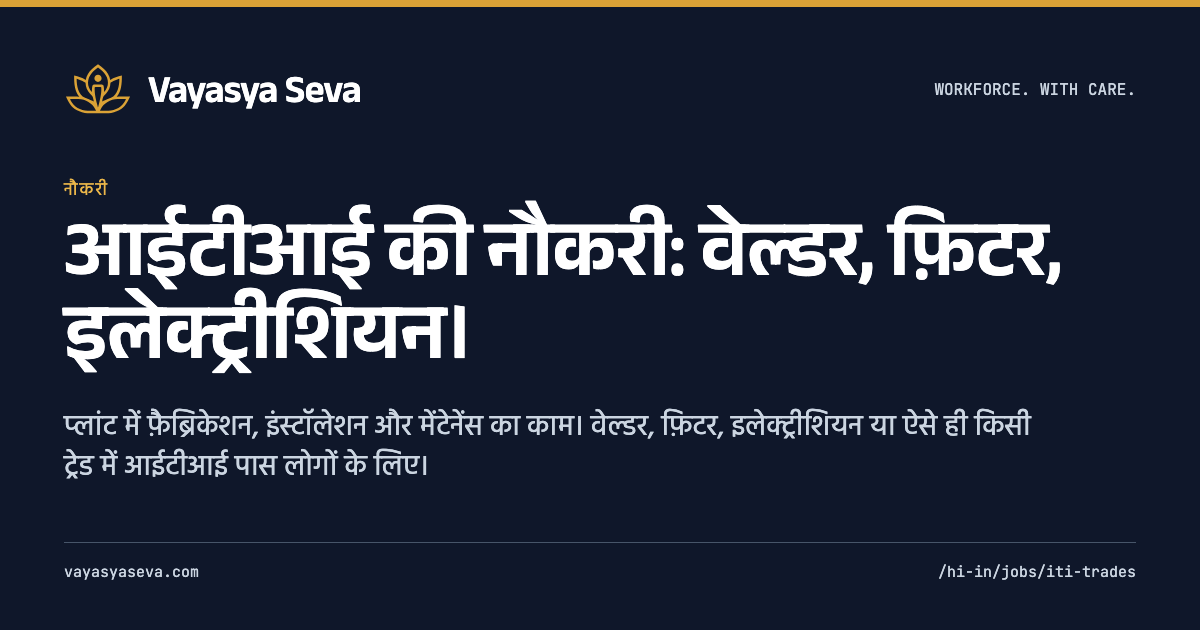 Vayasya Seva
WORKFORCE. WITH CARE.
नौकरी
आईटीआई की नौकरी: वेल्डर, फ़िटर,
इलेक्ट्रीशियन।
प्लांट में फ़ैब्रिकेशन, इंस्टॉलेशन और मेंटेनेंस का काम। वेल्डर, फ़िटर, इलेक्ट्रीशियन या ऐसे ही किसी
ट्रेड में आईटीआई पास लोगों के लिए।
vayasyaseva.com
/hi-in/jobs/iti-trades